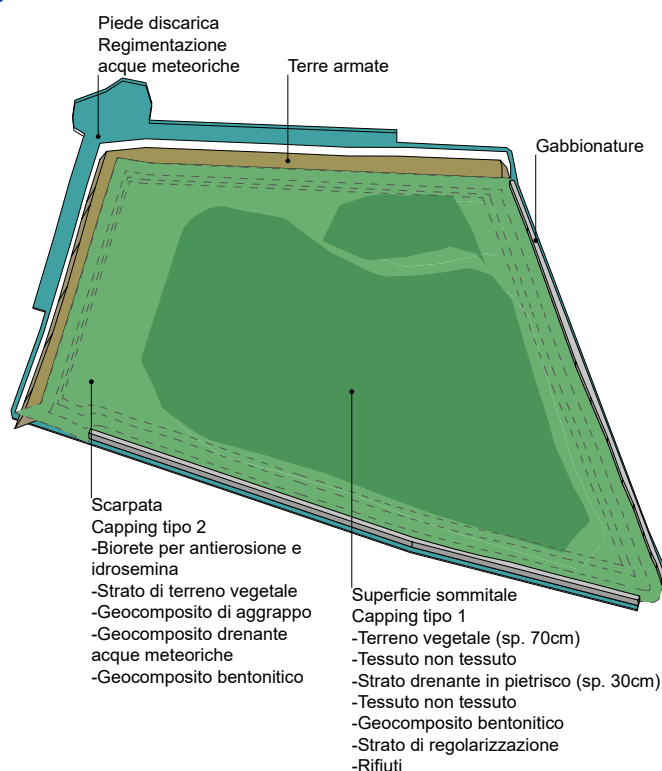 Piede discarica
Regimentazione
acque meteoriche
Terre armate
Gabbionature
Scarpata
Capping tipo 2
-Biorete per antierosione e
idrosemina
-Strato di terreno vegetale
-Geocomposito di aggrappo
-Geocomposito drenante
acque meteoriche
-Geocomposito bentonitico
Superficie sommitale
Capping tipo 1
-Terreno vegetale (sp. 70cm)
-Tessuto non tessuto
-Strato drenante in pietrisco (sp. 30cm)
-Tessuto non tessuto
-Geocomposito bentonitico
-Strato di regolarizzazione
-Rifiuti